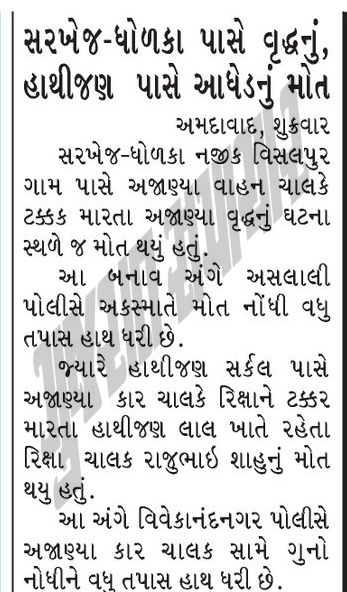 સરખેજ-ધોળકા પાસે વૃદ્ધનું,
હાથીજણ પાસે આધેડનું મોત
અમદાવાદ, શુક્રવાર
સરખેજ-ધોળકા નજીક વિસલપુર
ગામ પાસે અજાણ્યા વાહન ચાલકે
ટક્કક મારતા અજાણ્યા વૃદ્ધનું ઘટના
સ્થળે જ મોત થયું હતું.
આ બનાવ અંગે અસલાલી
પોલીસે અકસ્માતે મોત નોંધી વધુ
તપાસ હાથ ધરી છે.
જ્યારે હાથીજણ સર્કલ પાસે
અજાણ્યા કાર ચાલકે રિક્ષાને ટક્કર
મારતા હાથીજણ લાલ ખાતે રહેતા
રિક્ષા ચાલક રાજુભાઇ શાહુનું મોત
થયુ હતું.
આ અંગે વિવેકાનંદનગર પોલીસે
અજાણ્યા કાર ચાલક સામે ગુનો
નોધીને વધુ તપાસ હાથ ધરી છે.